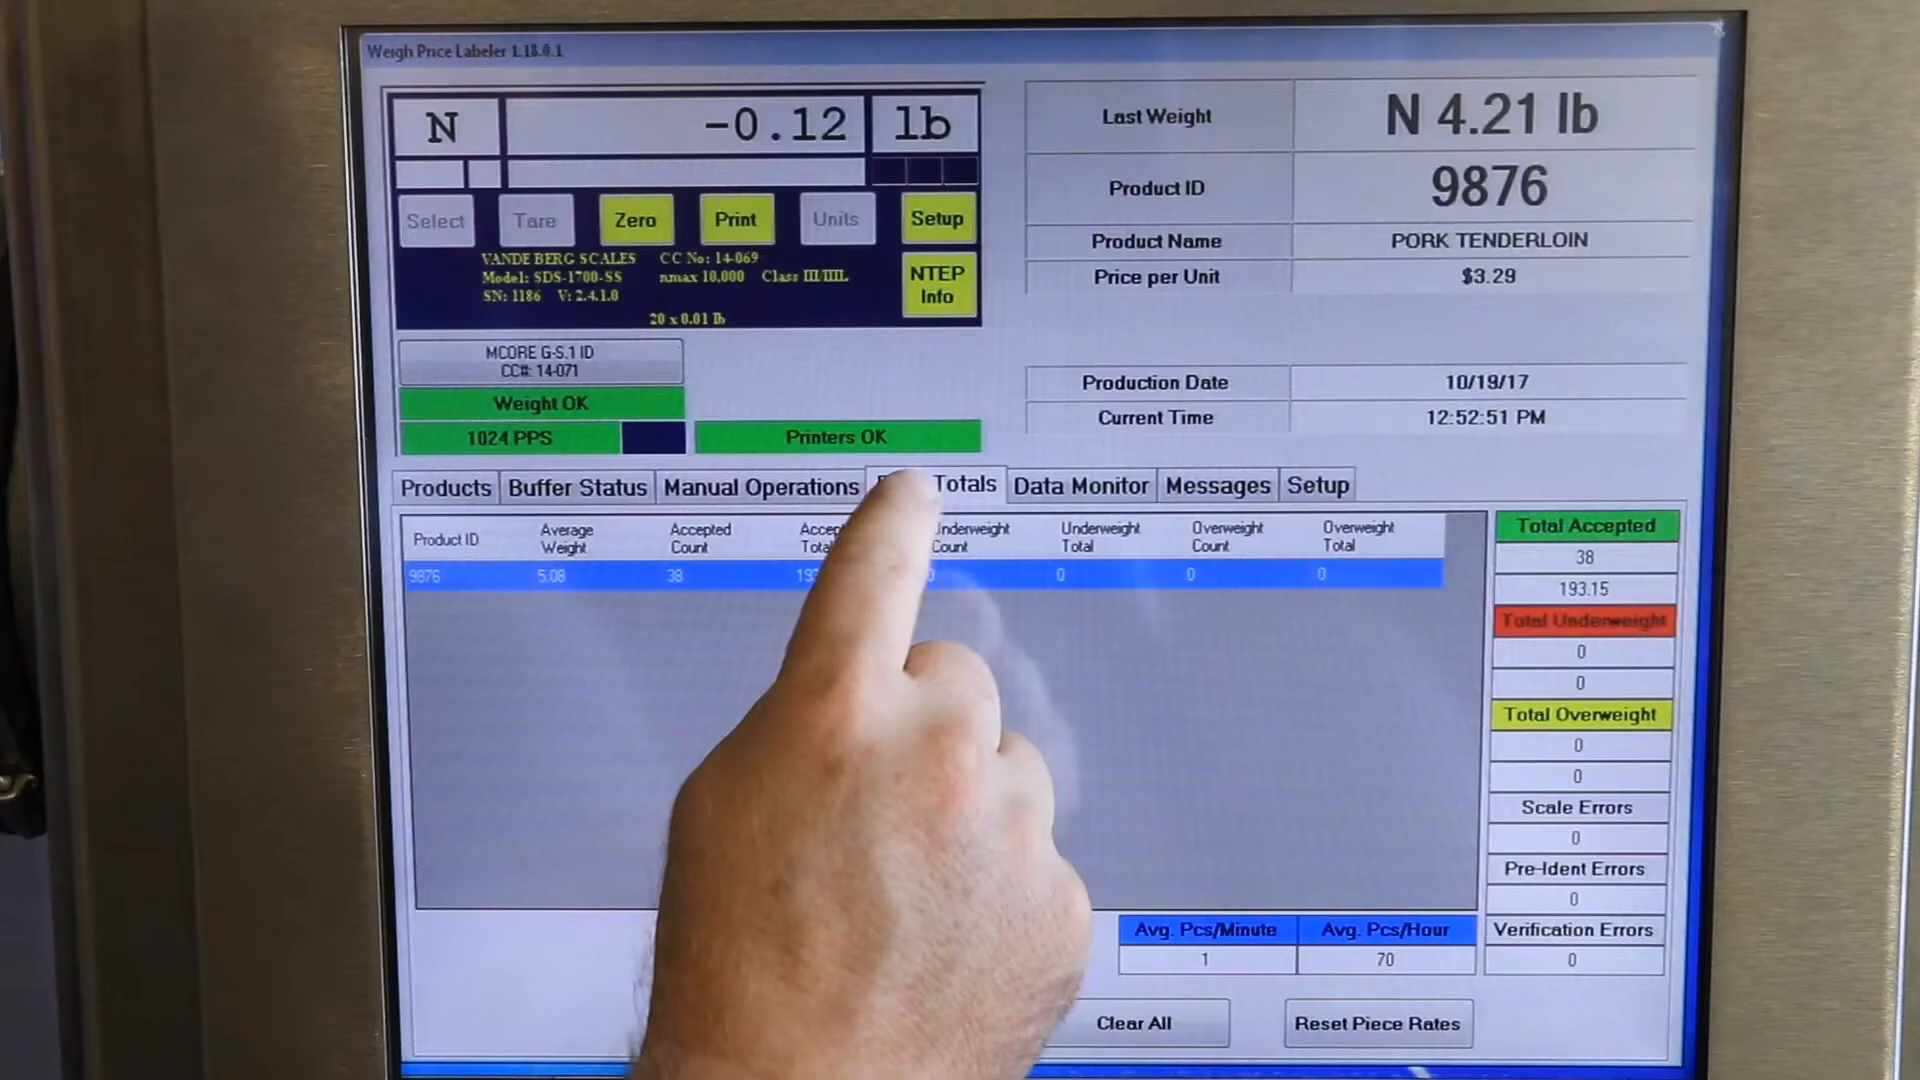 Weigh Price Labeler 1.18.0.1
N -0.12 lb
Select Tare Zero Print Units Setup
VANDE BERG SCALES CC No: 14-069
Model: SDS-1700-SS nmax 10,000 Class III/IIIL
SN: 1186 V: 2.4.1.0
20 x 0.01 lb
NTEP
Info
MCORE G-S.1 ID
CC#: 14-071
Weight OK
1024 PPS
Printers OK
Last Weight N 4.21 lb
Product ID 9876
Product Name PORK TENDERLOIN
Price per Unit $3.29
Production Date 10/19/17
Current Time 12:52:51 PM
Products Buffer Status Manual Operations Totals Data Monitor Messages Setup
Product ID Average Weight Accepted Count Underweight Count Underweight Total Overweight Count Overweight Total
9876 5.08 38 0 0 0 0
Total Accepted
38
193.15
Total Underweight
0
0
Total Overweight
0
0
Scale Errors
0
Pre-Ident Errors
0
Verification Errors
0
Avg. Pcs/Minute Avg. Pcs/Hour
1 70
Clear All Reset Piece Rates